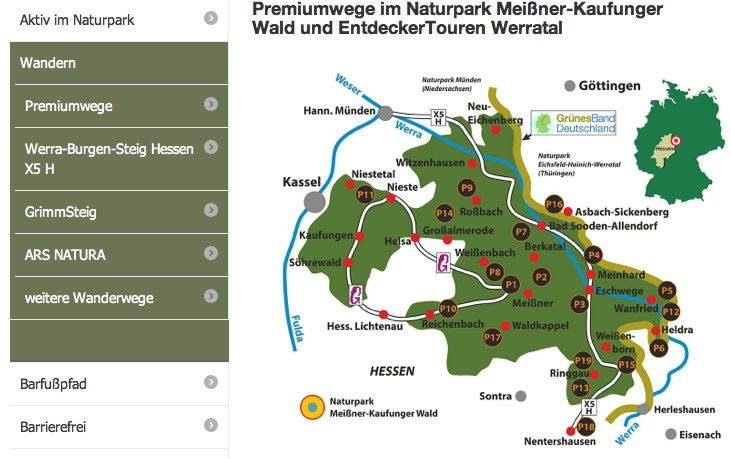 Aktiv im Naturpark
Wandern
Premiumwege
Werra-Burgen-Steig Hessen
X5 H
GrimmSteig
ARS NATURA
weitere Wanderwege
Barfußpfad
Barrierefrei
Premiumwege im Naturpark Meißner-Kaufunger
Wald und EntdeckerTouren Werratal
Weser
Naturpark Münden
(Niedersachsen)
Göttingen
Hann. Münden
X5
H
Neu-
Eichenberg
GrünesBand
Deutschland
Werra
Hessen
Witzenhausen
Naturpark
Eichsfeld-Hainich-Werratal
(Thüringen)
Niestetal
Kassel
P11
Nieste
P9
Roßbach
P16
Asbach-Sickenberg
P14
Kaufungen
Großalmerode
P7
Bad Sooden-Allendorf
Helsa
Berkatal
Weißenbach
P4
Söhrewald
G
P8
P2
Meinhard
P1
Eschwege
P5
G
Meißner
P3
Wanfried
P12
P10
Fulda
Hess. Lichtenau
Reichenbach
Waldkappel
Heldra
P17
Weißen-
born
P6
HESSEN
P19
P15
Ringgau
P13
Naturpark
Meißner-Kaufunger Wald
Sontra
X5
H
Herleshausen
P18
Werra
Eisenach
Nentershausen